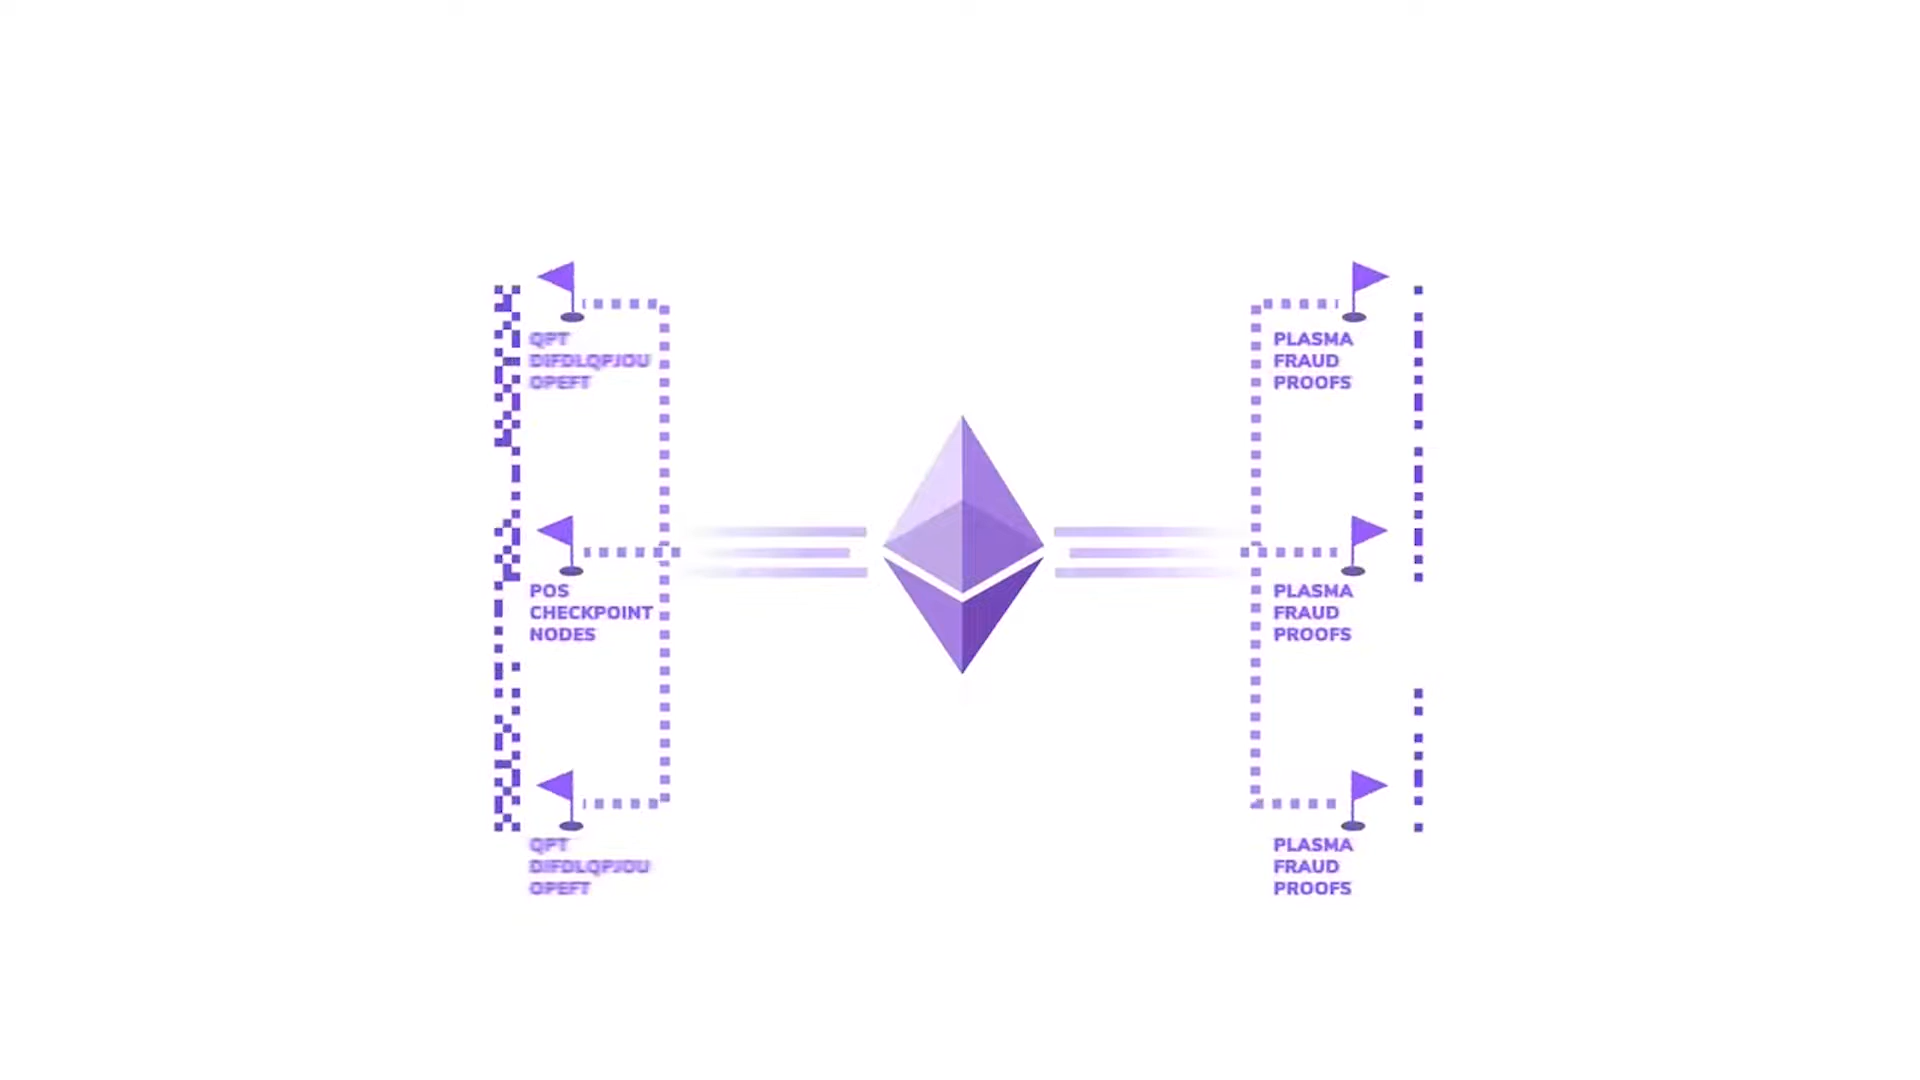 QPT
DIFDLQPJOU
OPEFT
POS
CHECKPOINT
NODES
QPT
DIFDLQPJOU
OPEFT
PLASMA
FRAUD
PROOFS
PLASMA
FRAUD
PROOFS
PLASMA
FRAUD
PROOFS